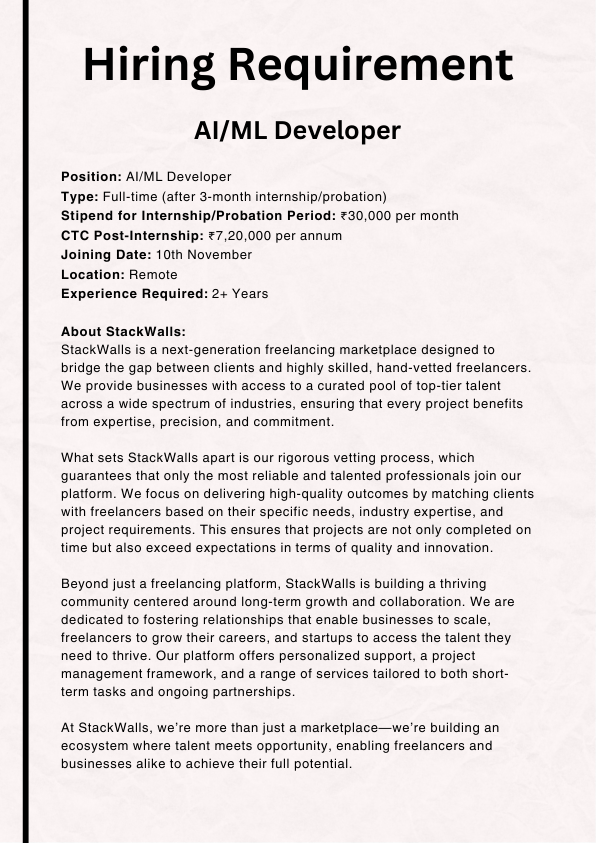 Hiring Requirement
AI/ML Developer
Position: AI/ML Developer
Type: Full-time (after 3-month internship/probation)
Stipend for Internship/Probation Period: ₹30,000 per month
CTC Post-Internship: ₹7,20,000 per annum
Joining Date: 10th November
Location: Remote
Experience Required: 2+ Years
About StackWalls:
StackWalls is a next-generation freelancing marketplace designed to
bridge the gap between clients and highly skilled, hand-vetted freelancers.
We provide businesses with access to a curated pool of top-tier talent
across a wide spectrum of industries, ensuring that every project benefits
from expertise, precision, and commitment.
What sets StackWalls apart is our rigorous vetting process, which
guarantees that only the most reliable and talented professionals join our
platform. We focus on delivering high-quality outcomes by matching clients
with freelancers based on their specific needs, industry expertise, and
project requirements. This ensures that projects are not only completed on
time but also exceed expectations in terms of quality and innovation.
Beyond just a freelancing platform, StackWalls is building a thriving
community centered around long-term growth and collaboration. We are
dedicated to fostering relationships that enable businesses to scale,
freelancers to grow their careers, and startups to access the talent they
need to thrive. Our platform offers personalized support, a project
management framework, and a range of services tailored to both short-
term tasks and ongoing partnerships.
At StackWalls, we’re more than just a marketplace—we’re building an
ecosystem where talent meets opportunity, enabling freelancers and
businesses alike to achieve their full potential.